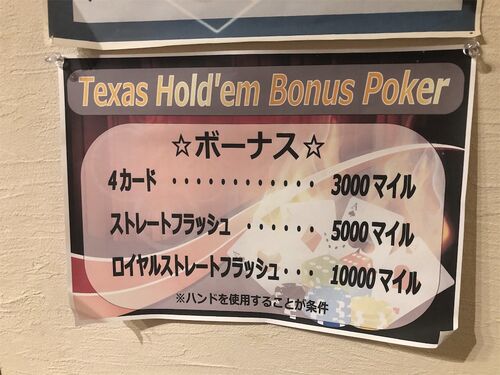 Texas Hold'em Bonus Poker
☆ボーナス☆
4カード ············ 3000マイル
ストレートフラッシュ ······ 5000マイル
ロイヤルストレートフラッシュ··· 10000マイル
※ハンドを使用することが条件